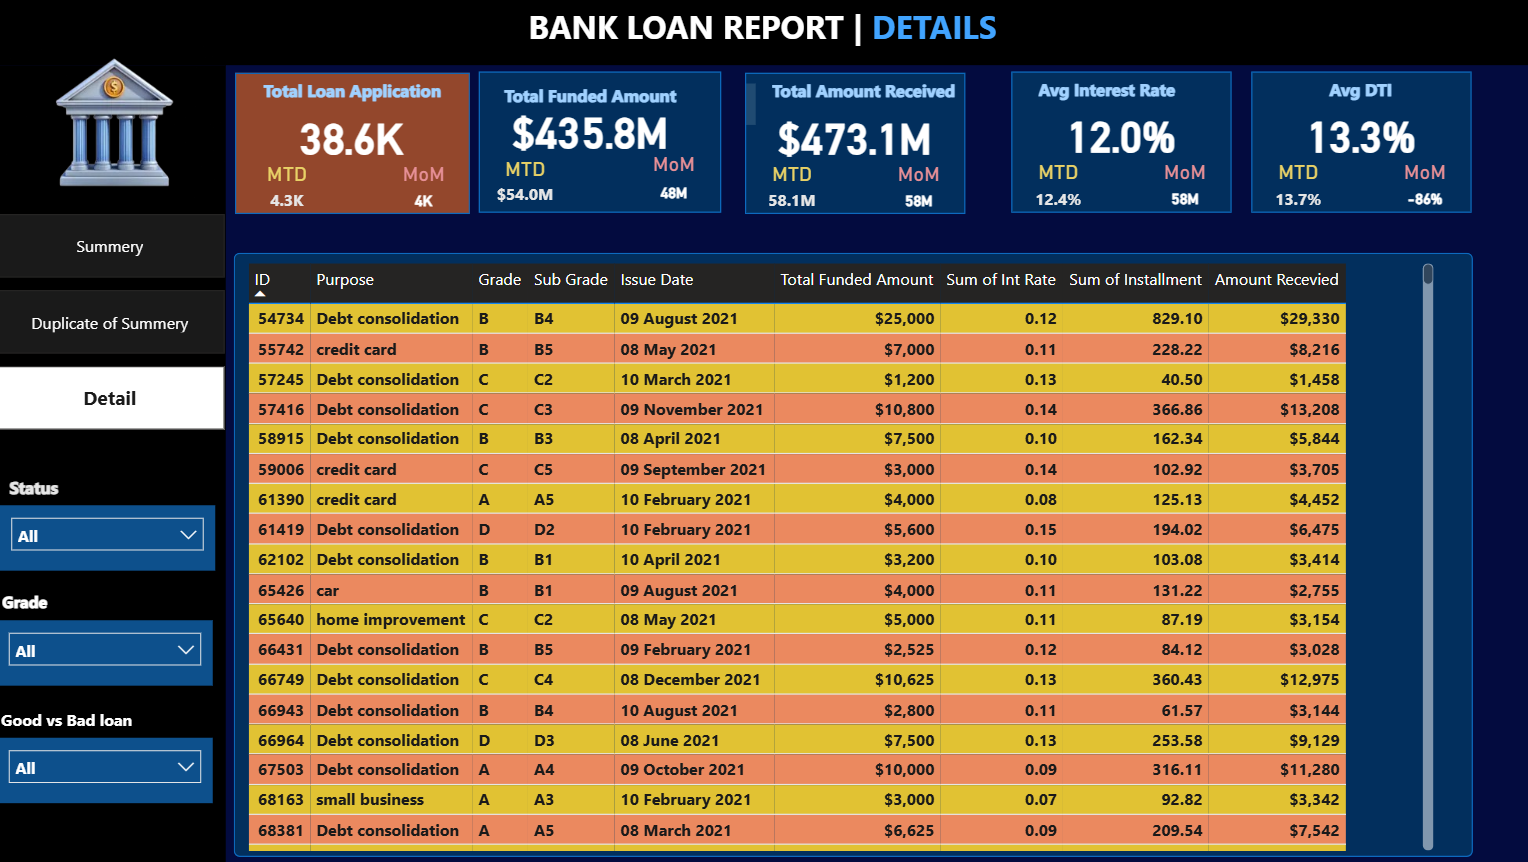 BANK LOAN REPORT | DETAILS
Total Loan Application
38.6K
MTD MoM
4.3K 4K
Total Funded Amount
$435.8M
MTD MoM
$54.0M 48M
Total Amount Received
$473.1M
MTD MoM
58.1M 58M
Avg Interest Rate
12.0%
MTD MoM
12.4% 58M
Avg DTI
13.3%
MTD MoM
13.7% -86%
Summery
Duplicate of Summery
Detail
Status
All
Grade
All
Good vs Bad loan
All
ID Purpose Grade Sub Grade Issue Date Total Funded Amount Sum of Int Rate Sum of Installment Amount Recevied
54734 Debt consolidation B B4 09 August 2021 $25,000 0.12 829.10 $29,330
55742 credit card B B5 08 May 2021 $7,000 0.11 228.22 $8,216
57245 Debt consolidation C C2 10 March 2021 $1,200 0.13 40.50 $1,458
57416 Debt consolidation C C3 09 November 2021 $10,800 0.14 366.86 $13,208
58915 Debt consolidation B B3 08 April 2021 $7,500 0.10 162.34 $5,844
59006 credit card C C5 09 September 2021 $3,000 0.14 102.92 $3,705
61390 credit card A A5 10 February 2021 $4,000 0.08 125.13 $4,452
61419 Debt consolidation D D2 10 February 2021 $5,600 0.15 194.02 $6,475
62102 Debt consolidation B B1 10 April 2021 $3,200 0.10 103.08 $3,414
65426 car B B1 09 August 2021 $4,000 0.11 131.22 $2,755
65640 home improvement C C2 08 May 2021 $5,000 0.11 87.19 $3,154
66431 Debt consolidation B B5 09 February 2021 $2,525 0.12 84.12 $3,028
66749 Debt consolidation C C4 08 December 2021 $10,625 0.13 360.43 $12,975
66943 Debt consolidation B B4 10 August 2021 $2,800 0.11 61.57 $3,144
66964 Debt consolidation D D3 08 June 2021 $7,500 0.13 253.58 $9,129
67503 Debt consolidation A A4 09 October 2021 $10,000 0.09 316.11 $11,280
68163 small business A A3 10 February 2021 $3,000 0.07 92.82 $3,342
68381 Debt consolidation A A5 08 March 2021 $6,625 0.09 209.54 $7,542